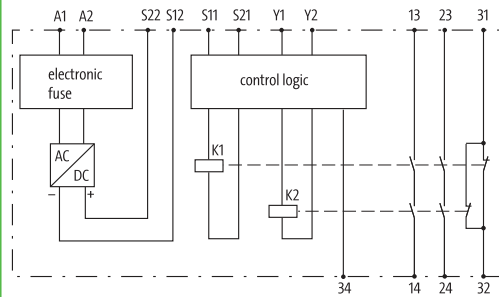 A1 A2 S22 S12 S11 S21 Y1 Y2 13 23 31
electronic
fuse
control logic
AC
DC
K1
K2
– +
34 14 24 32